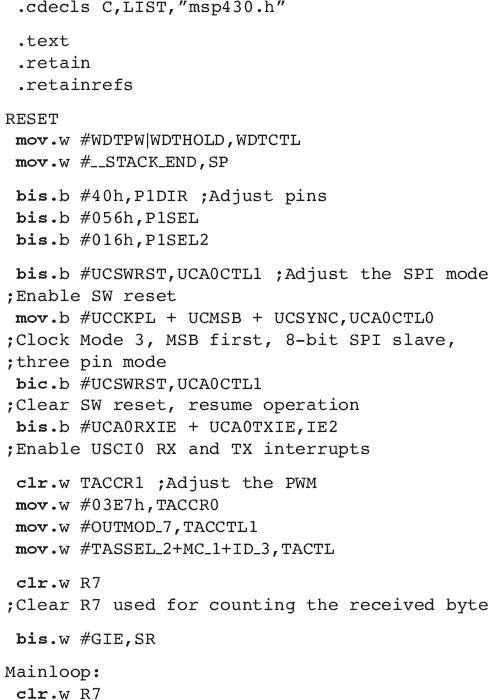 .cdecls C,LIST,”msp430.h”
.text
.retain
.retainrefs
RESET
mov.w #WDTPW|WDTHOLD,WDTCTL
mov.w #__STACK_END,SP
bis.b #40h,P1DIR ;Adjust pins
bis.b #056h,P1SEL
bis.b #016h,P1SEL2
bis.b #UCSWRST,UCA0CTL1 ;Adjust the SPI mode
;Enable SW reset
mov.b #UCCKPL + UCMSB + UCSYNC,UCA0CTL0
;Clock Mode 3, MSB first, 8-bit SPI slave,
;three pin mode
bic.b #UCSWRST,UCA0CTL1
;Clear SW reset, resume operation
bis.b #UCA0RXIE + UCA0TXIE,IE2
;Enable USCI0 RX and TX interrupts
clr.w TACCR1 ;Adjust the PWM
mov.w #03E7h,TACCR0
mov.w #OUTMOD_7,TACCTL1
mov.w #TASSEL_2+MC_1+ID_3,TACTL
clr.w R7
;Clear R7 used for counting the received byte
bis.w #GIE,SR
Mainloop:
clr.w R7